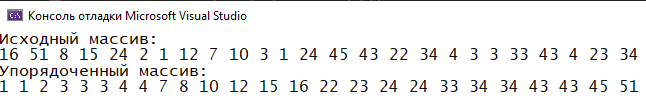 Консоль отладки Microsoft Visual Studio
Исходный массив:
16 51 8 15 24 2 1 12 7 10 3 1 24 45 43 22 34 4 3 3 33 43 4 23 34
Упорядоченный массив:
1 1 2 3 3 3 4 4 7 8 10 12 15 16 22 23 24 24 33 34 34 43 43 45 51